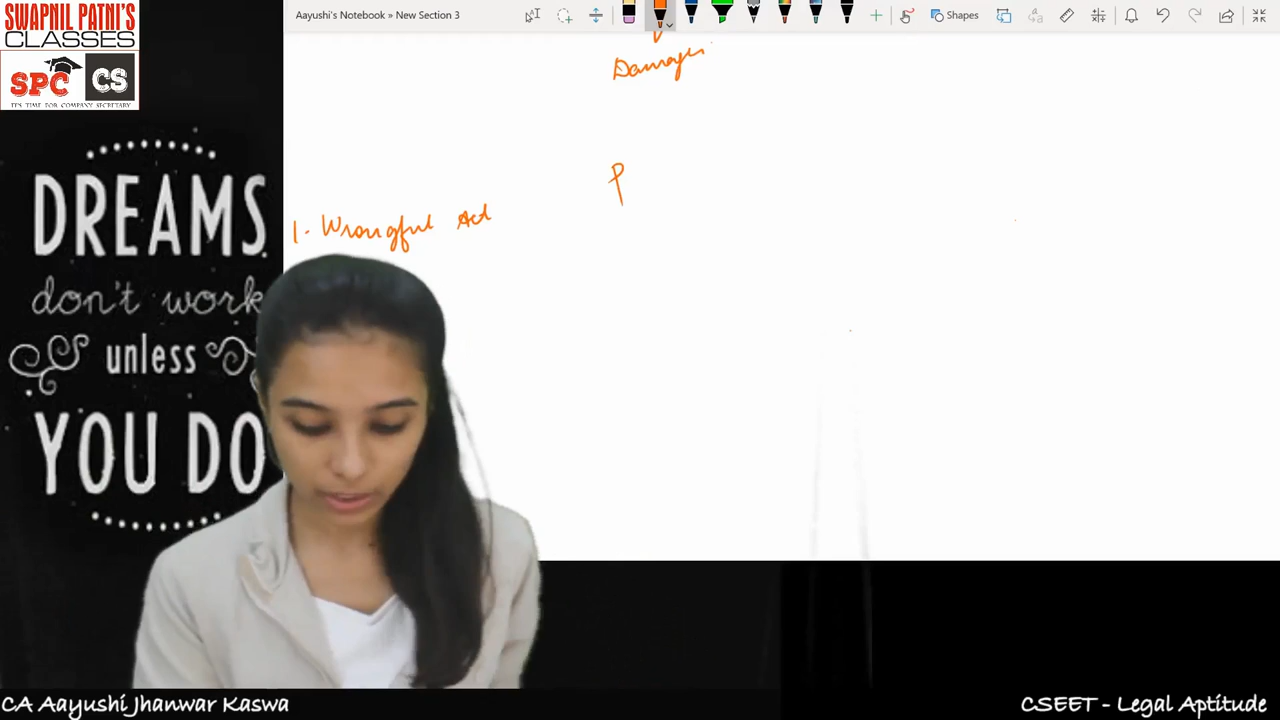 SWAPNIL PATNI'S
CLASSES
SPC CS
IT'S TIME FOR COMPANY SECRETARY
Aayushi's Notebook » New Section 3
Shapes
Damages
P
1. Wrongful Act
DREAMS
don't work
unless
YOU DO
CA Aayushi Jhanwar Kaswa
CSEET - Legal Aptitude